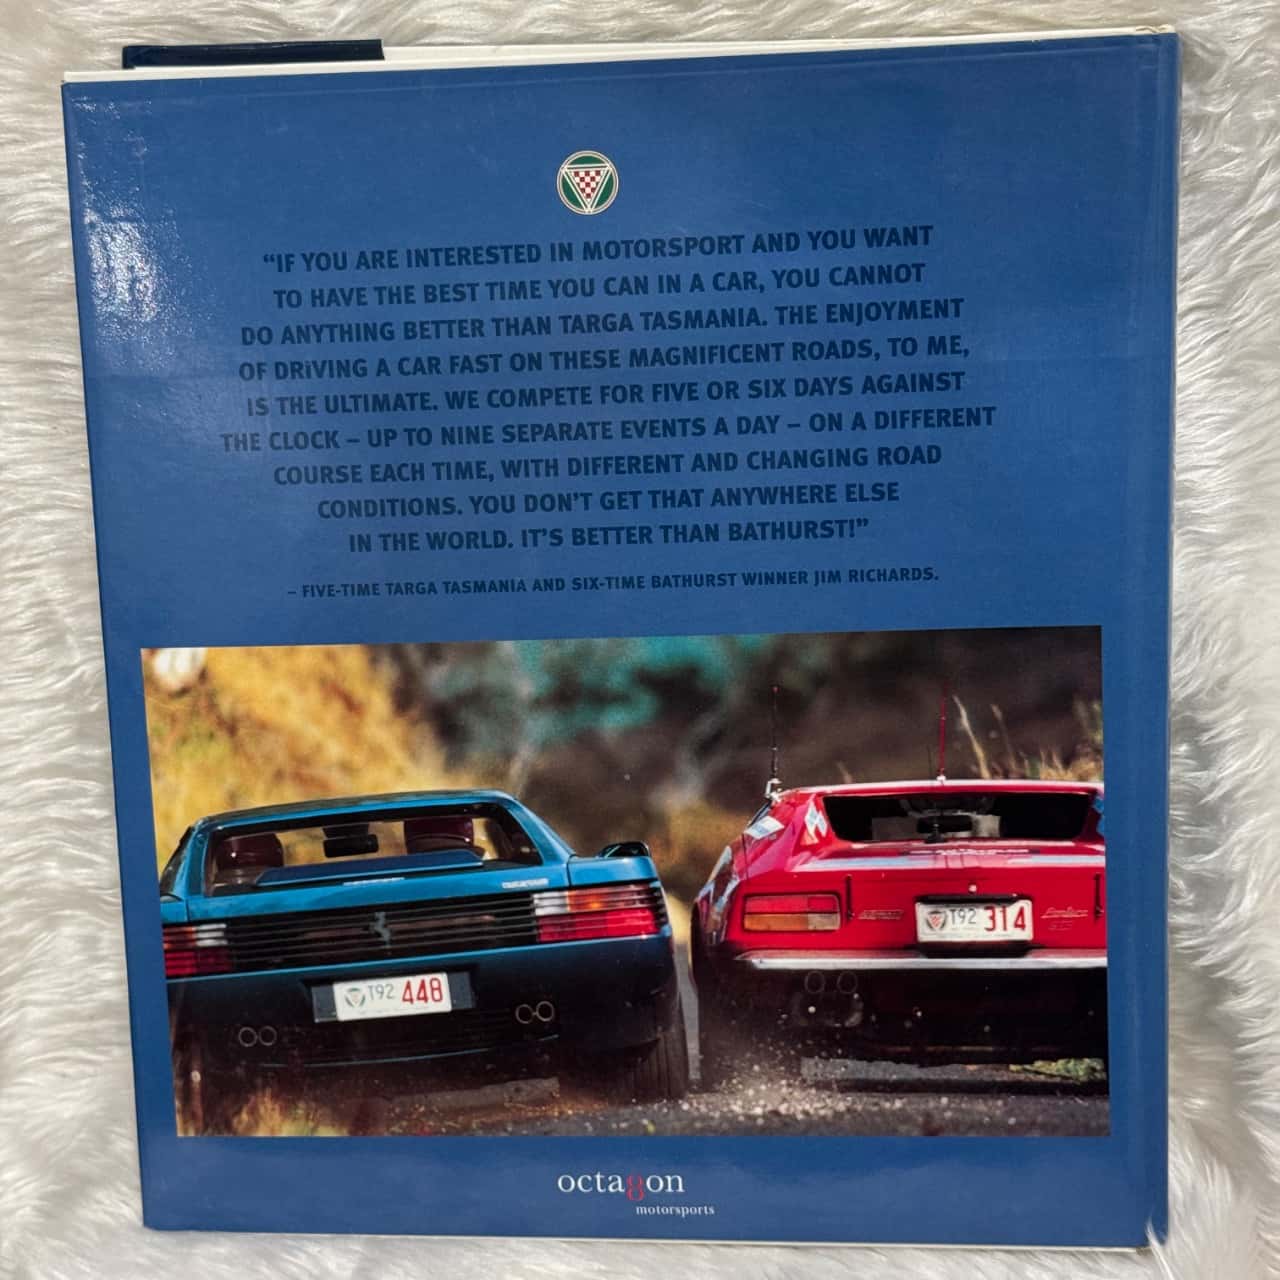 “IF YOU ARE INTERESTED IN MOTORSPORT AND YOU WANT
TO HAVE THE BEST TIME YOU CAN IN A CAR, YOU CANNOT
DO ANYTHING BETTER THAN TARGA TASMANIA. THE ENJOYMENT
OF DRIVING A CAR FAST ON THESE MAGNIFICENT ROADS, TO ME,
IS THE ULTIMATE. WE COMPETE FOR FIVE OR SIX DAYS AGAINST
THE CLOCK – UP TO NINE SEPARATE EVENTS A DAY – ON A DIFFERENT
COURSE EACH TIME, WITH DIFFERENT AND CHANGING ROAD
CONDITIONS. YOU DON’T GET THAT ANYWHERE ELSE
IN THE WORLD. IT’S BETTER THAN BATHURST!”
– FIVE-TIME TARGA TASMANIA AND SIX-TIME BATHURST WINNER JIM RICHARDS.
T92 314
T92 448
octagon
motorsports